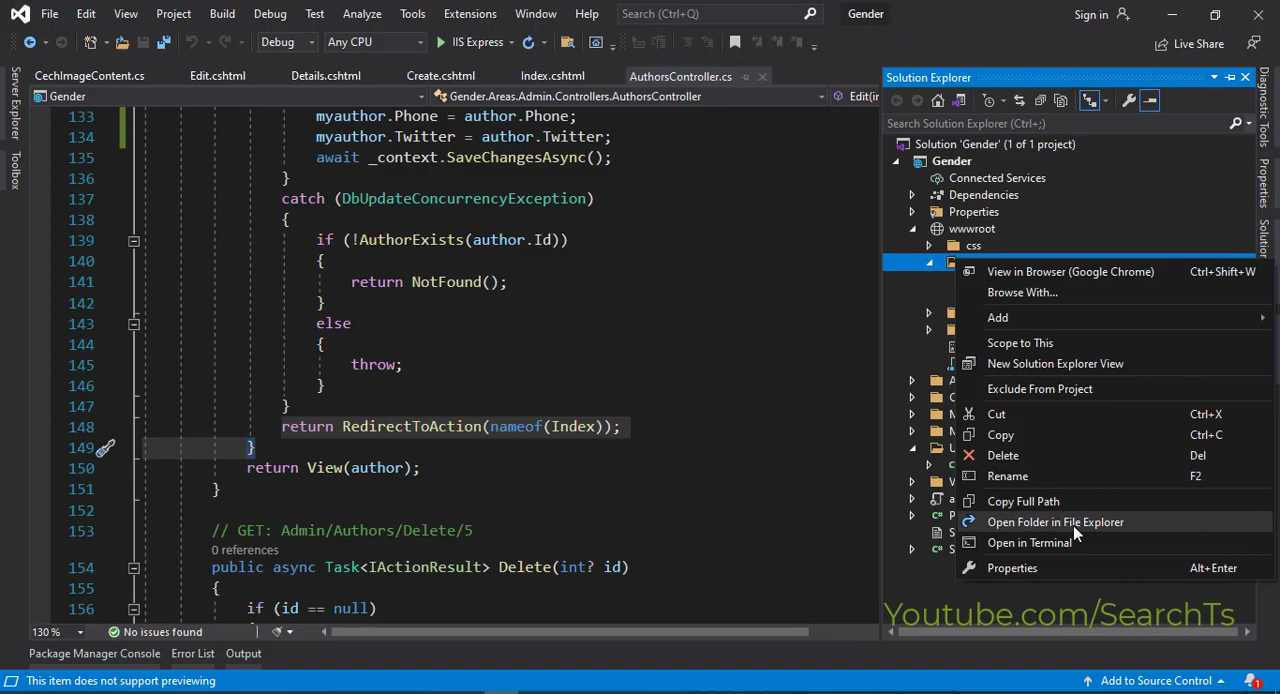 File Edit View Project Build Debug Test Analyze Tools Extensions Window Help Search (Ctrl+Q) Gender Sign in
Debug Any CPU IIS Express Live Share
CechImageContent.cs Edit.cshtml Details.cshtml Create.cshtml Index.cshtml AuthorsController.cs
Gender Gender.Areas.Admin.Controllers.AuthorsController Edit(in
Server Explorer
Toolbox
133 myauthor.Phone = author.Phone;
134 myauthor.Twitter = author.Twitter;
135 await _context.SaveChangesAsync();
136 }
137 catch (DbUpdateConcurrencyException)
138 {
139 if (!AuthorExists(author.Id))
140 {
141 return NotFound();
142 }
143 else
144 {
145 throw;
146 }
147 }
148 return RedirectToAction(nameof(Index));
149 }
150 return View(author);
151 }
152
153 // GET: Admin/Authors/Delete/5
0 references
154 public async Task<IActionResult> Delete(int? id)
155 {
156 if (id == null)
130 % No issues found
Package Manager Console Error List Output
Solution Explorer
Search Solution Explorer (Ctrl+;)
Solution 'Gender' (1 of 1 project)
Gender
Connected Services
Dependencies
Properties
wwwroot
css
View in Browser (Google Chrome) Ctrl+Shift+W
Browse With...
Add
Scope to This
New Solution Explorer View
Exclude From Project
Cut Ctrl+X
Copy Ctrl+C
Delete Del
Rename F2
Copy Full Path
Open Folder in File Explorer
Open in Terminal
Properties Alt+Enter
Diagnostic Tools
Properties
Youtube.com/SearchTs
This item does not support previewing Add to Source Control 1